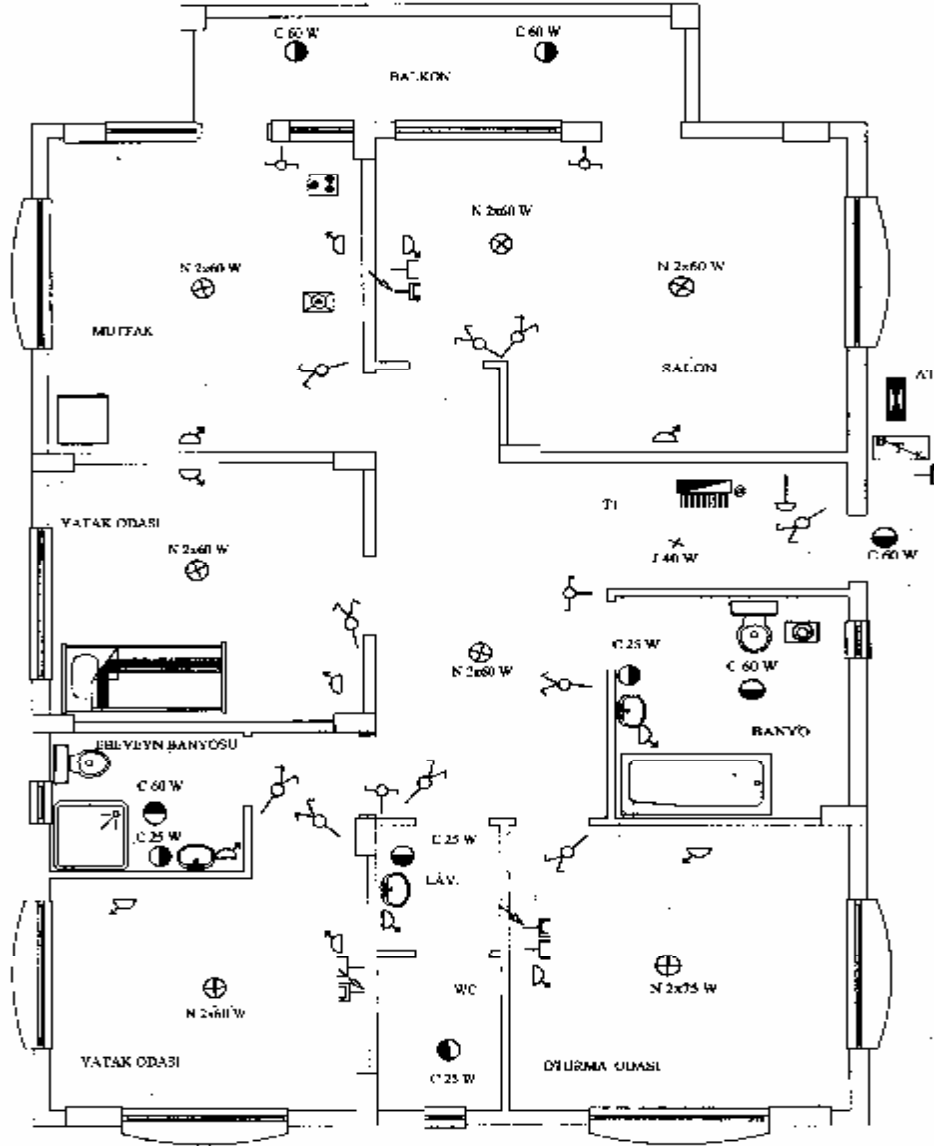 C 60 W
C 60 W
BALKON
N 2x60 W
N 2x60 W
N 2x60 W
MUTFAK
SALON
YATAK ODASI
T1
N 2x60 W
J 40 W
C 60 W
C 25 W
N 2x60 W
C 60 W
BANYO
EBEVEYN BANYOSU
C 60 W
C 25 W
C 25 W
LAV.
WC
N 2x60 W
N 2x75 W
YATAK ODASI
C 25 W
OTURMA ODASI